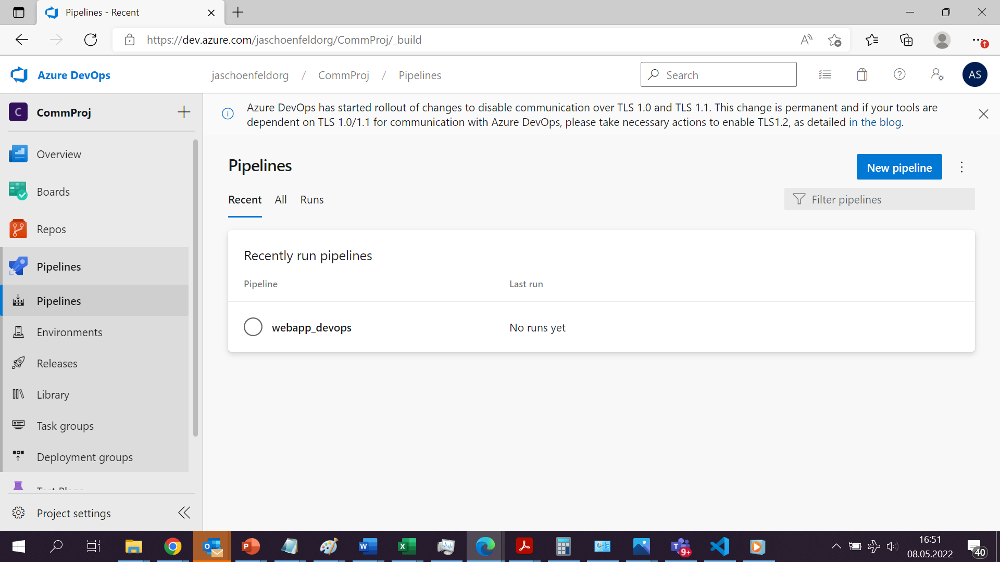 Pipelines - Recent
https://dev.azure.com/jaschoenfeldorg/CommProj/_build
Azure DevOps
jaschoenfeldorg / CommProj / Pipelines
Search
AS
C
CommProj
Azure DevOps has started rollout of changes to disable communication over TLS 1.0 and TLS 1.1. This change is permanent and if your tools are
dependent on TLS 1.0/1.1 for communication with Azure DevOps, please take necessary actions to enable TLS1.2, as detailed in the blog.
Overview
Boards
Repos
Pipelines
Pipelines
Environments
Releases
Library
Task groups
Deployment groups
Test Plans
Project settings
Pipelines
New pipeline
Recent
All
Runs
Filter pipelines
Recently run pipelines
Pipeline
Last run
webapp_devops
No runs yet
9+
16:51
08.05.2022
40